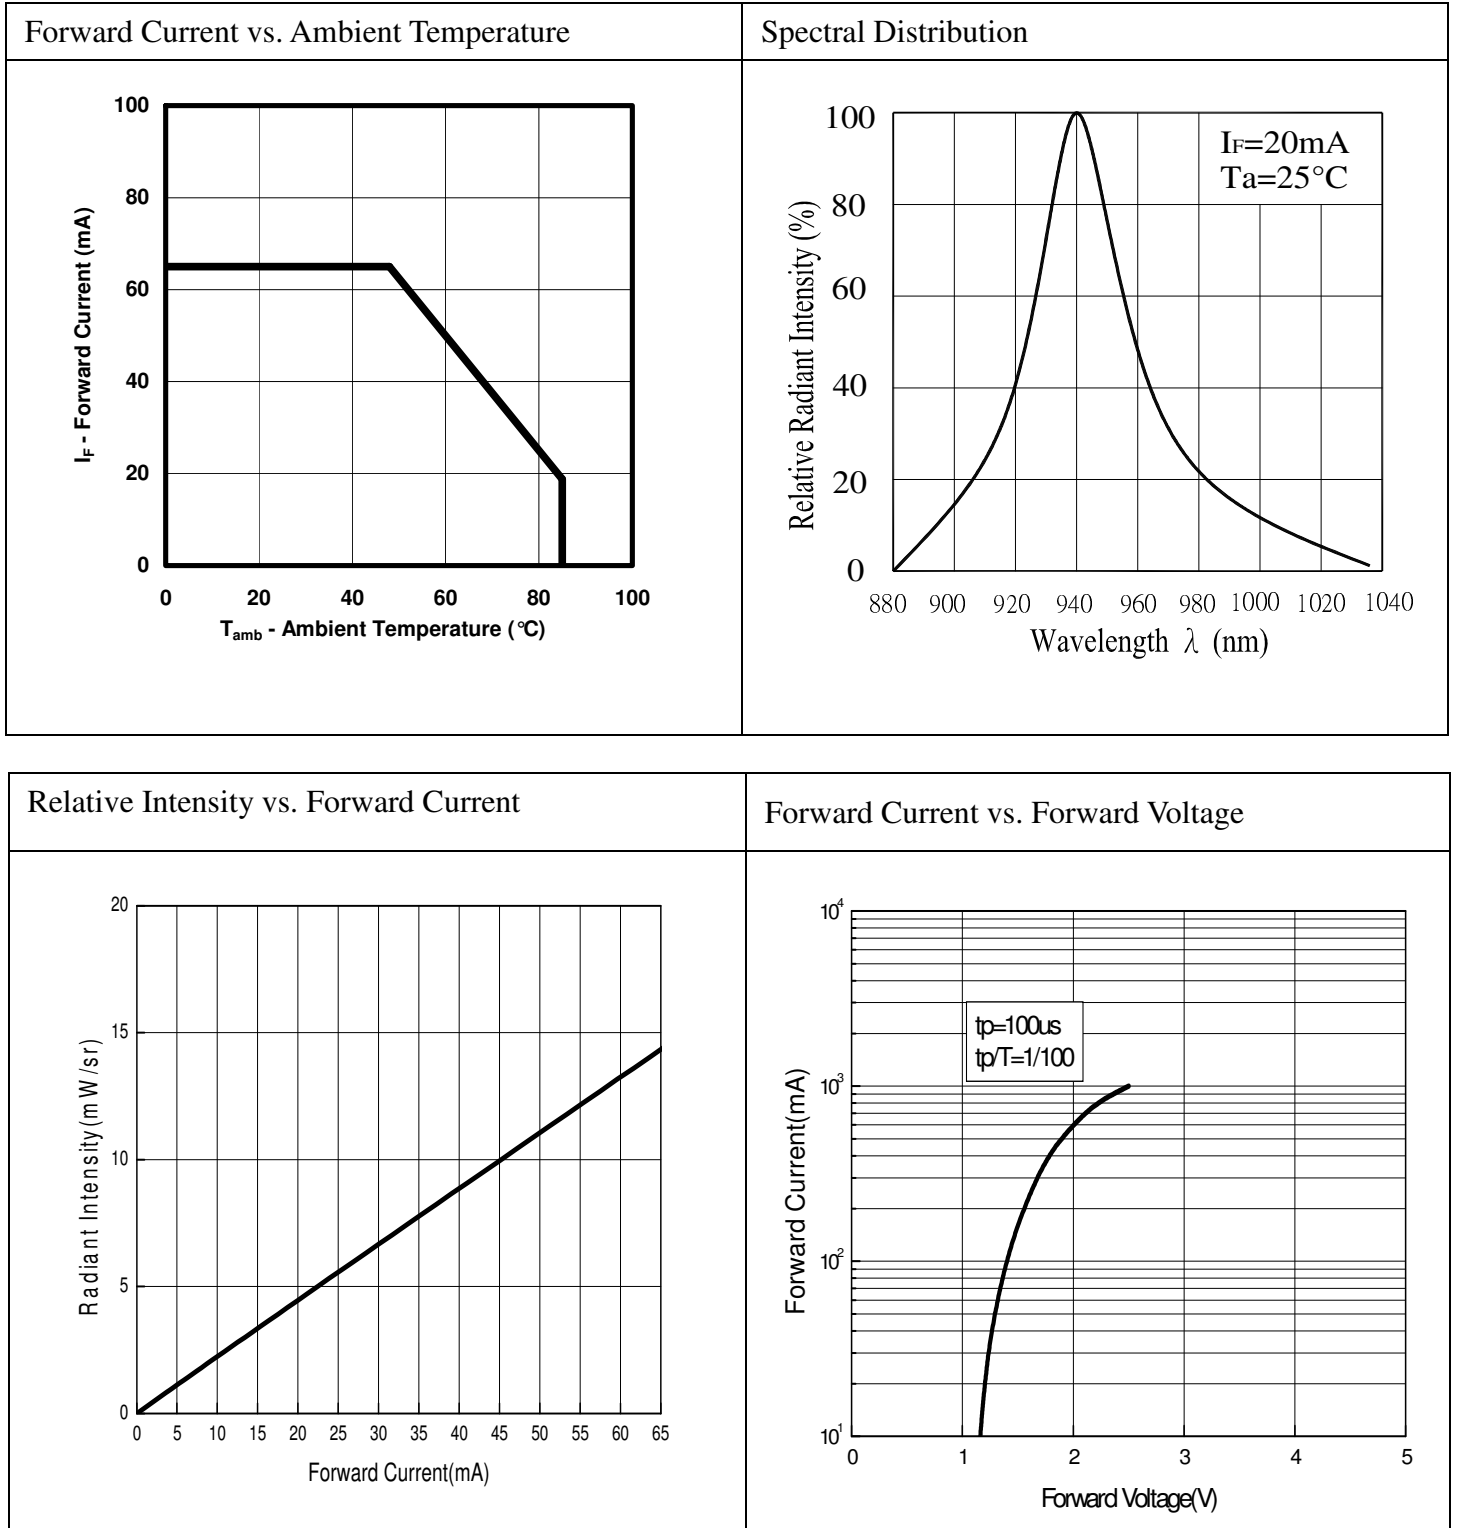 Forward Current vs. Ambient Temperature
Spectral Distribution
100
80
60
40
20
0
I_F - Forward Current (mA)
0 20 40 60 80 100
T_amb - Ambient Temperature (°C)
100
80
60
40
20
0
Relative Radiant Intensity (%)
IF=20mA
Ta=25°C
880 900 920 940 960 980 1000 1020 1040
Wavelength λ (nm)
Relative Intensity vs. Forward Current
Forward Current vs. Forward Voltage
20
15
10
5
0
Radiant Intensity(mW/sr)
0 5 10 15 20 25 30 35 40 45 50 55 60 65
Forward Current(mA)
10⁴
10³
10²
10¹
Forward Current(mA)
tp=100us
tp/T=1/100
0 1 2 3 4 5
Forward Voltage(V)